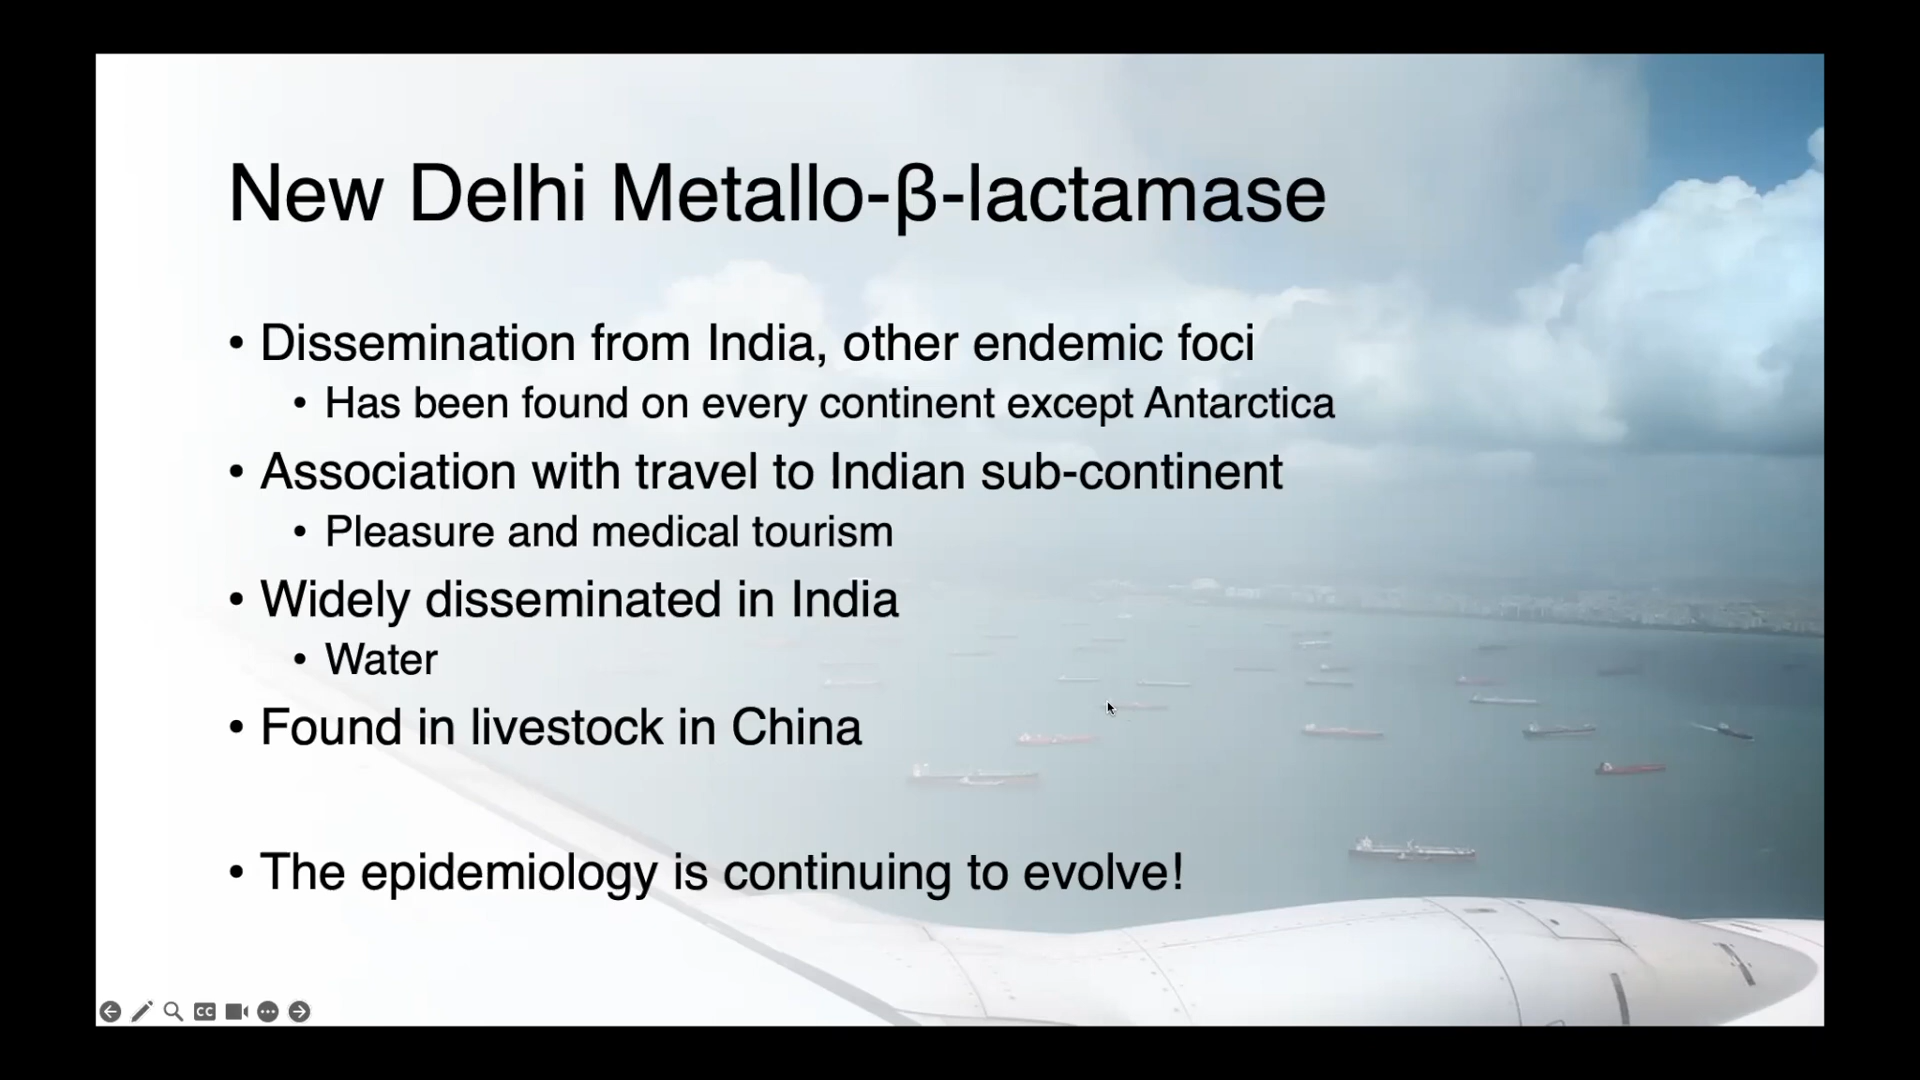 New Delhi Metallo-β-lactamase
• Dissemination from India, other endemic foci
• Has been found on every continent except Antarctica
• Association with travel to Indian sub-continent
• Pleasure and medical tourism
• Widely disseminated in India
• Water
• Found in livestock in China
• The epidemiology is continuing to evolve!
CC